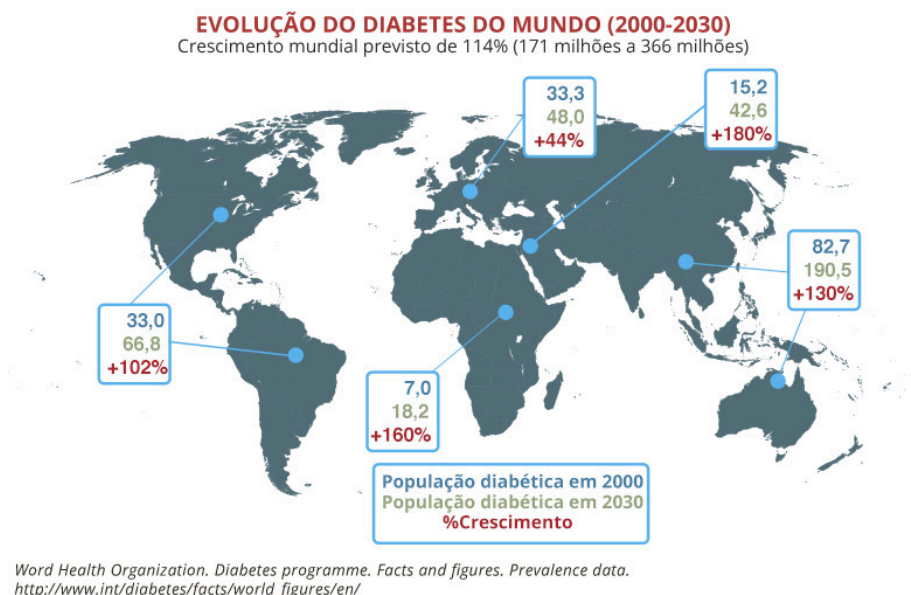 EVOLUÇÃO DO DIABETES DO MUNDO (2000-2030)
Crescimento mundial previsto de 114% (171 milhões a 366 milhões)
33,3
48,0
+44%
15,2
42,6
+180%
82,7
190,5
+130%
33,0
66,8
+102%
7,0
18,2
+160%
População diabética em 2000
População diabética em 2030
%Crescimento
Word Health Organization. Diabetes programme. Facts and figures. Prevalence data.
http://www.int/diabetes/facts/world_figures/en/